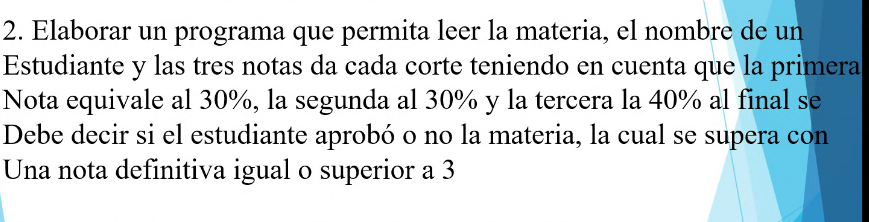 2. Elaborar un programa que permita leer la materia, el nombre de un
Estudiante y las tres notas da cada corte teniendo en cuenta que la primera
Nota equivale al 30%, la segunda al 30% y la tercera la 40% al final se
Debe decir si el estudiante aprobó o no la materia, la cual se supera con
Una nota definitiva igual o superior a 3